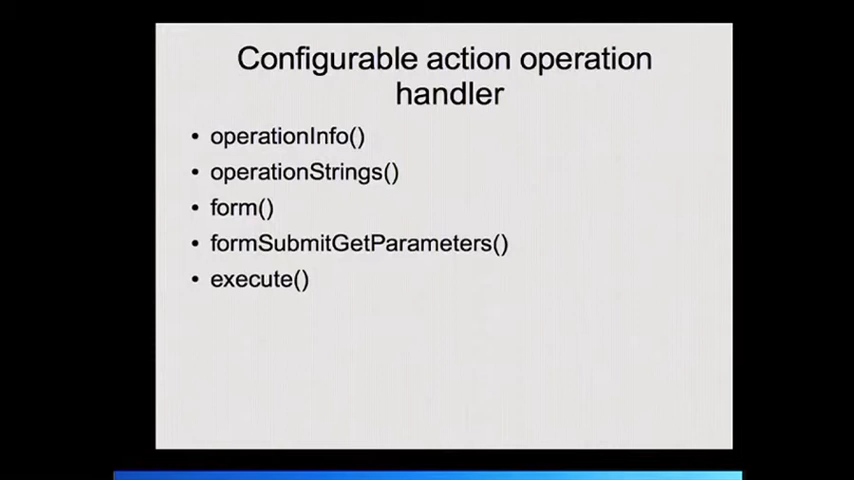 Configurable action operation
handler
• operationInfo()
• operationStrings()
• form()
• formSubmitGetParameters()
• execute()